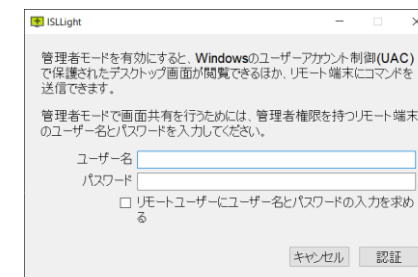 ISLLight
管理者モードを有効にすると、Windowsのユーザーアカウント制御(UAC)
で保護されたデスクトップ画面が閲覧できるほか、リモート端末にコマンドを
送信できます。
管理者モードで画面共有を行うためには、管理者権限を持つリモート端末
のユーザー名とパスワードを入力してください。
ユーザー名
パスワード
リモートユーザーにユーザー名とパスワードの入力を求め
る
キャンセル 認証